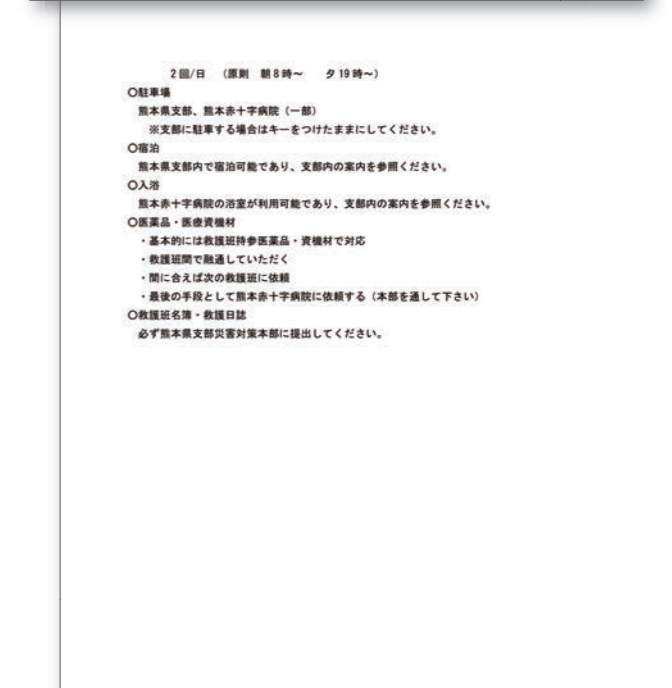 2回/日　（原則　朝8時～　　夕19時～）
○駐車場
熊本県支部、熊本赤十字病院（一部）
※支部に駐車する場合はキーをつけたままにしてください。
○宿泊
熊本県支部内で宿泊可能であり、支部内の案内を参照ください。
○入浴
熊本赤十字病院の浴室が利用可能であり、支部内の案内を参照ください。
○医薬品・医療資機材
・基本的には救護班持参医薬品・資機材で対応
・救護班間で融通していただく
・間に合えば次の救護班に依頼
・最後の手段として熊本赤十字病院に依頼する（本部を通して下さい）
○救護班名簿・救護日誌
必ず熊本県支部災害対策本部に提出してください。